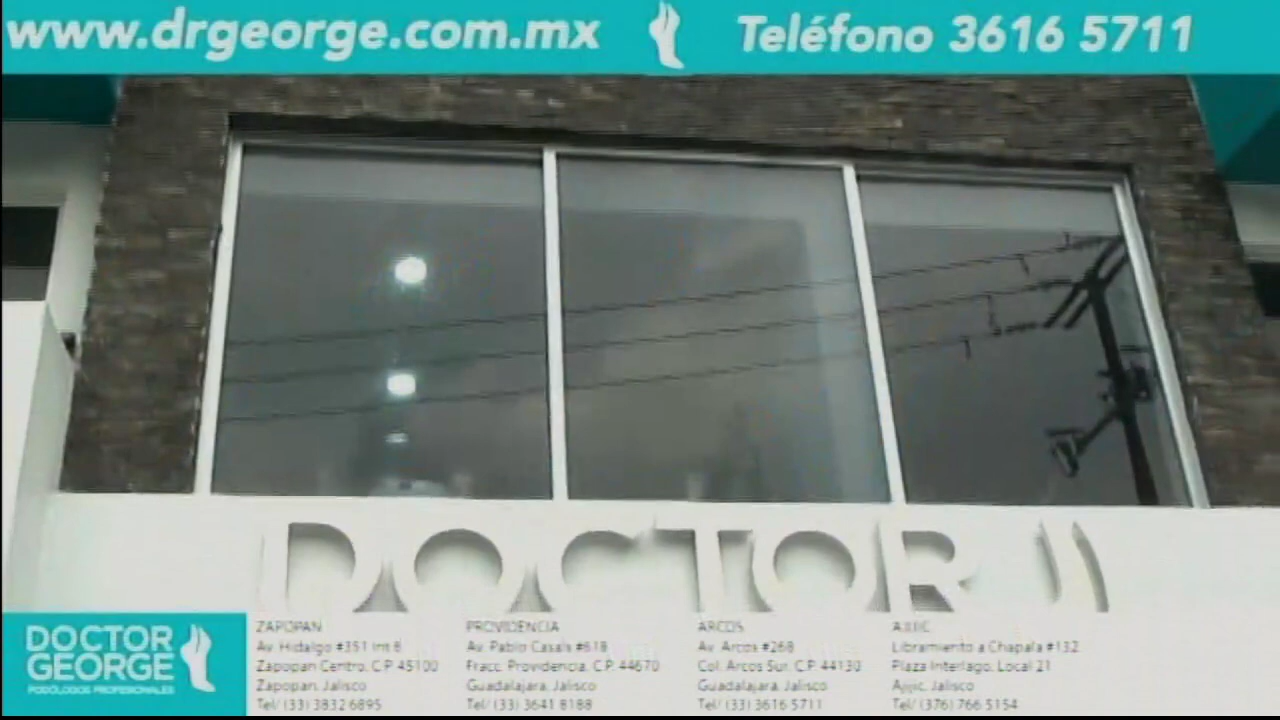 www.drgeorge.com.mx
Teléfono 3616 5711
DOCTOR
DOCTOR
GEORGE
PODÓLOGOS PROFESIONALES
ZAPOPAN
Av. Hidalgo #351 Int 6
Zapopan Centro, C.P 45100
Zapopan, Jalisco
Tel/ (33) 3832 6895
PROVIDENCIA
Av. Pablo Casals #618
Fracc. Providencia, C.P. 44670
Guadalajara, Jalisco
Tel/ (33) 3641 8188
ARCOS
Av. Arcos #268
Col. Arcos Sur, C.P. 44130
Guadalajara, Jalisco
Tel/ (33) 3616 5711
AJIJIC
Libramiento a Chapala #132
Plaza Interlago, Local 21
Ajijic, Jalisco
Tel/ (376) 766 5154